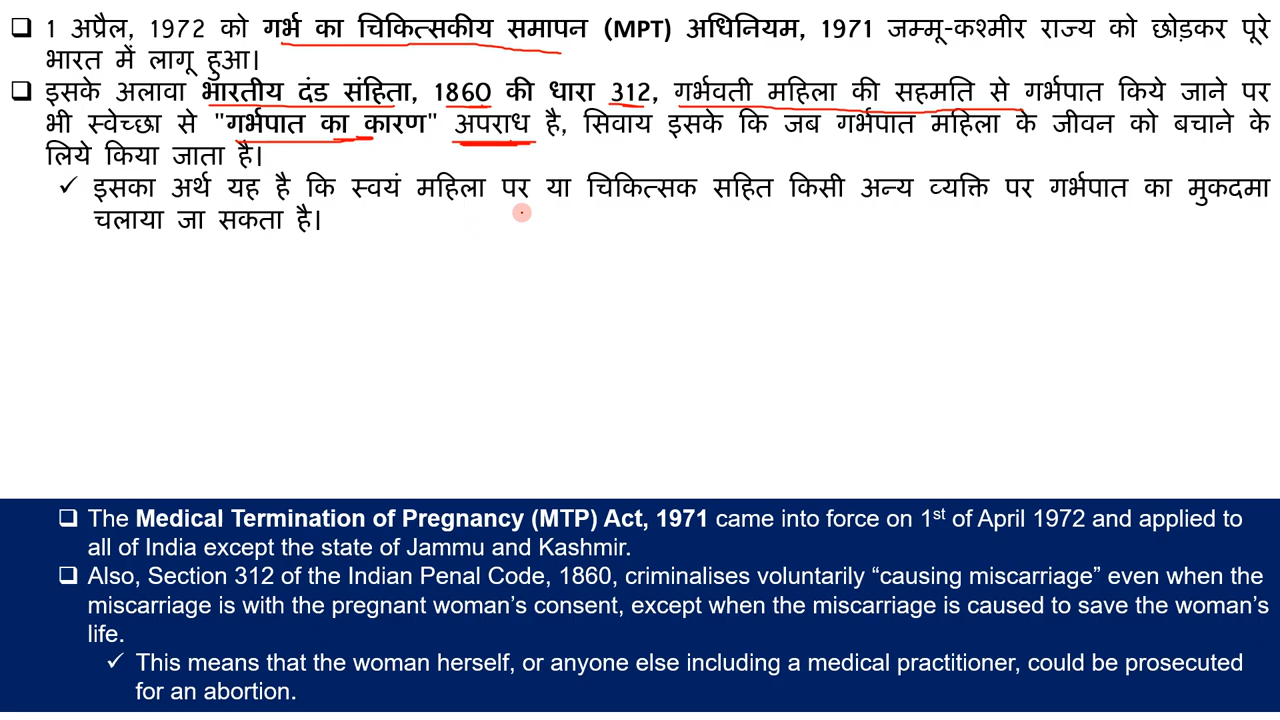 ❑ 1 अप्रैल, 1972 को गर्भ का चिकित्सकीय समापन (MPT) अधिनियम, 1971 जम्मू-कश्मीर राज्य को छोड़कर पूरे
भारत में लागू हुआ।
❑ इसके अलावा भारतीय दंड संहिता, 1860 की धारा 312, गर्भवती महिला की सहमति से गर्भपात किये जाने पर
भी स्वेच्छा से "गर्भपात का कारण" अपराध है, सिवाय इसके कि जब गर्भपात महिला के जीवन को बचाने के
लिये किया जाता है।
✓ इसका अर्थ यह है कि स्वयं महिला पर या चिकित्सक सहित किसी अन्य व्यक्ति पर गर्भपात का मुकदमा
चलाया जा सकता है।
❑ The Medical Termination of Pregnancy (MTP) Act, 1971 came into force on 1st of April 1972 and applied to
all of India except the state of Jammu and Kashmir.
❑ Also, Section 312 of the Indian Penal Code, 1860, criminalises voluntarily “causing miscarriage” even when the
miscarriage is with the pregnant woman’s consent, except when the miscarriage is caused to save the woman’s
life.
✓ This means that the woman herself, or anyone else including a medical practitioner, could be prosecuted
for an abortion.